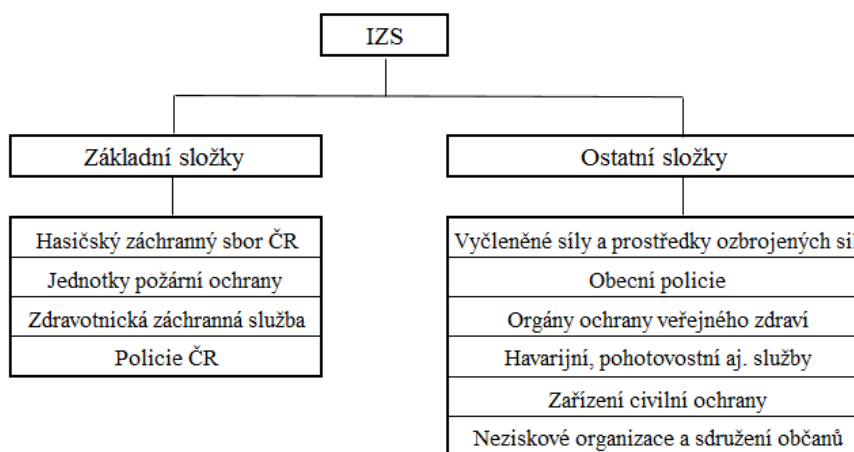 IZS
Základní složky
Ostatní složky
Hasičský záchranný sbor ČR
Jednotky požární ochrany
Zdravotnická záchranná služba
Policie ČR
Vyčleněné síly a prostředky ozbrojených sil
Obecní policie
Orgány ochrany veřejného zdraví
Havarijní, pohotovostní aj. služby
Zařízení civilní ochrany
Neziskové organizace a sdružení občanů